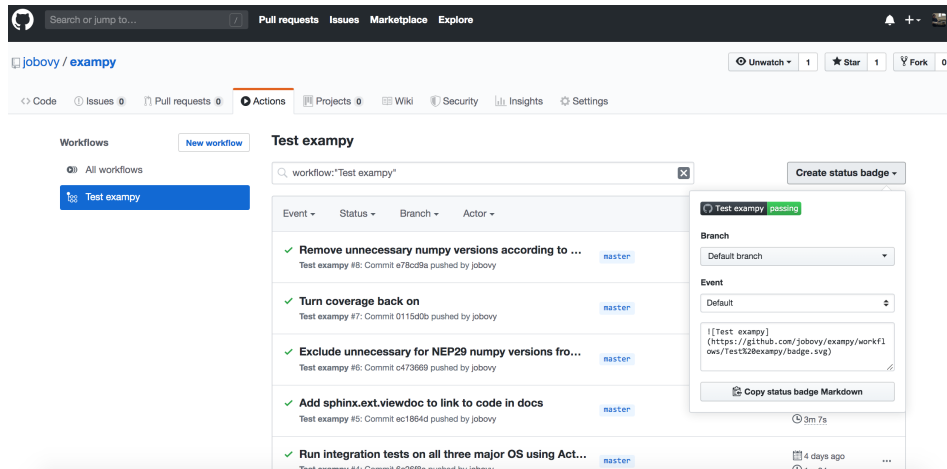 Search or jump to... /
Pull requests Issues Marketplace Explore
jobovy / exampy
Unwatch 1 Star 1 Fork 0
Code Issues 0 Pull requests 0 Actions Projects 0 Wiki Security Insights Settings
Workflows New workflow
All workflows
Test exampy
Test exampy
workflow:"Test exampy"
Create status badge
Event Status Branch Actor
Remove unnecessary numpy versions according to ...
Test exampy #8: Commit e78cd9a pushed by jobovy
master
Turn coverage back on
Test exampy #7: Commit 0115d0b pushed by jobovy
master
Exclude unnecessary for NEP29 numpy versions fro...
Test exampy #6: Commit c473669 pushed by jobovy
master
Add sphinx.ext.viewdoc to link to code in docs
Test exampy #5: Commit ec1864d pushed by jobovy
master
3m 7s
Run integration tests on all three major OS using Act...
master
4 days ago
...
Test exampy passing
Branch
Default branch
Event
Default
![Test exampy]
(https://github.com/jobovy/exampy/workfl
ows/Test%20exampy/badge.svg)
Copy status badge Markdown